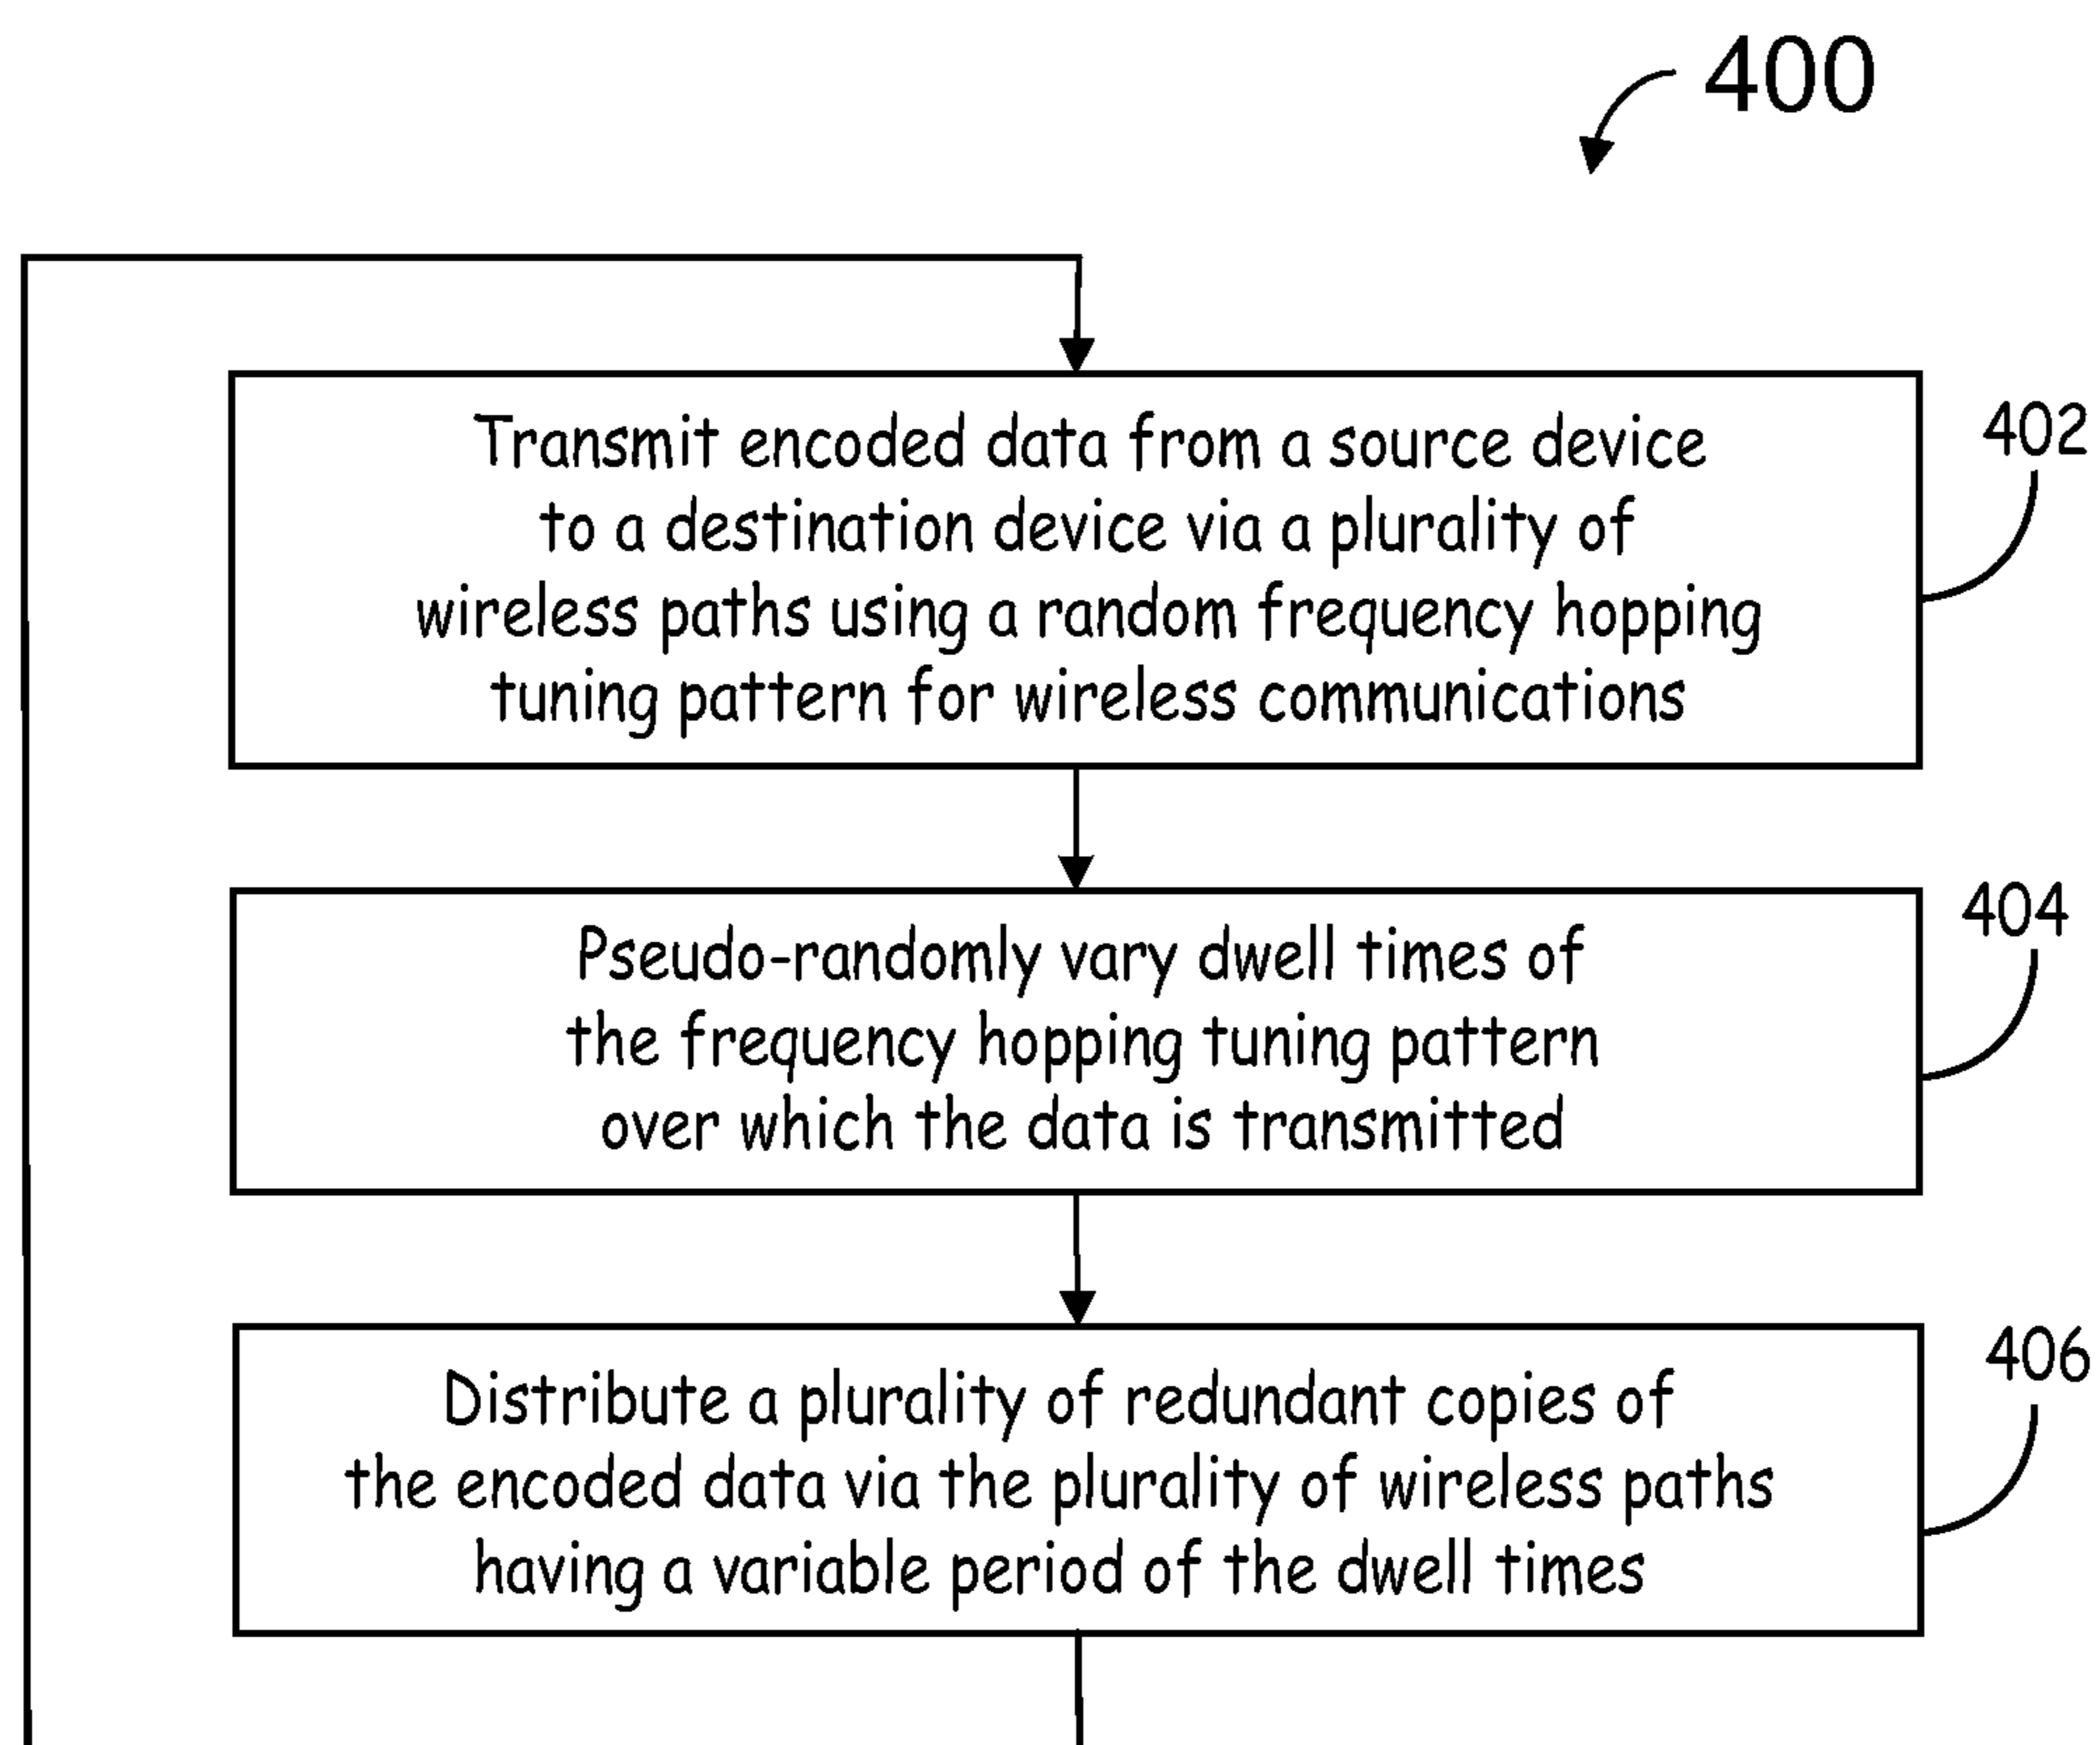 400
Transmit encoded data from a source device
to a destination device via a plurality of
wireless paths using a random frequency hopping
tuning pattern for wireless communications
402
Pseudo-randomly vary dwell times of
the frequency hopping tuning pattern
over which the data is transmitted
404
Distribute a plurality of redundant copies of
the encoded data via the plurality of wireless paths
having a variable period of the dwell times
406